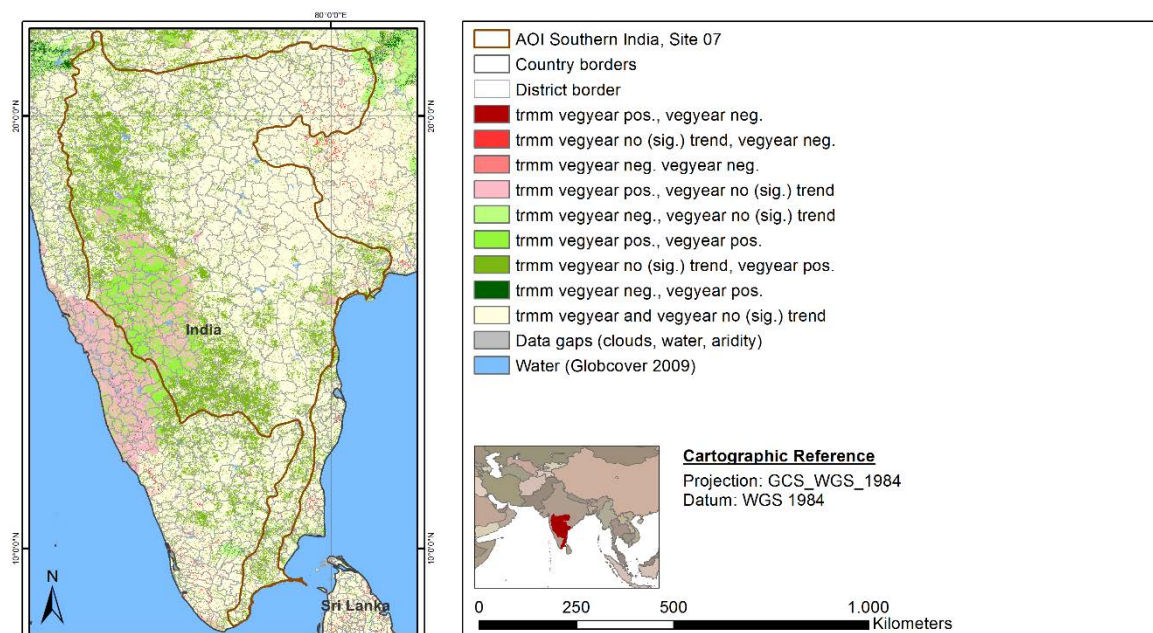 80°0'0"E
20°0'0"N
20°0'0"N
India
10°0'0"N
10°0'0"N
N
Sri Lanka
AOI Southern India, Site 07
Country borders
District border
trmm vegyear pos., vegyear neg.
trmm vegyear no (sig.) trend, vegyear neg.
trmm vegyear neg. vegyear neg.
trmm vegyear pos., vegyear no (sig.) trend
trmm vegyear neg., vegyear no (sig.) trend
trmm vegyear pos., vegyear pos.
trmm vegyear no (sig.) trend, vegyear pos.
trmm vegyear neg., vegyear pos.
trmm vegyear and vegyear no (sig.) trend
Data gaps (clouds, water, aridity)
Water (Globcover 2009)
Cartographic Reference
Projection: GCS_WGS_1984
Datum: WGS 1984
0 250 500 1.000
Kilometers